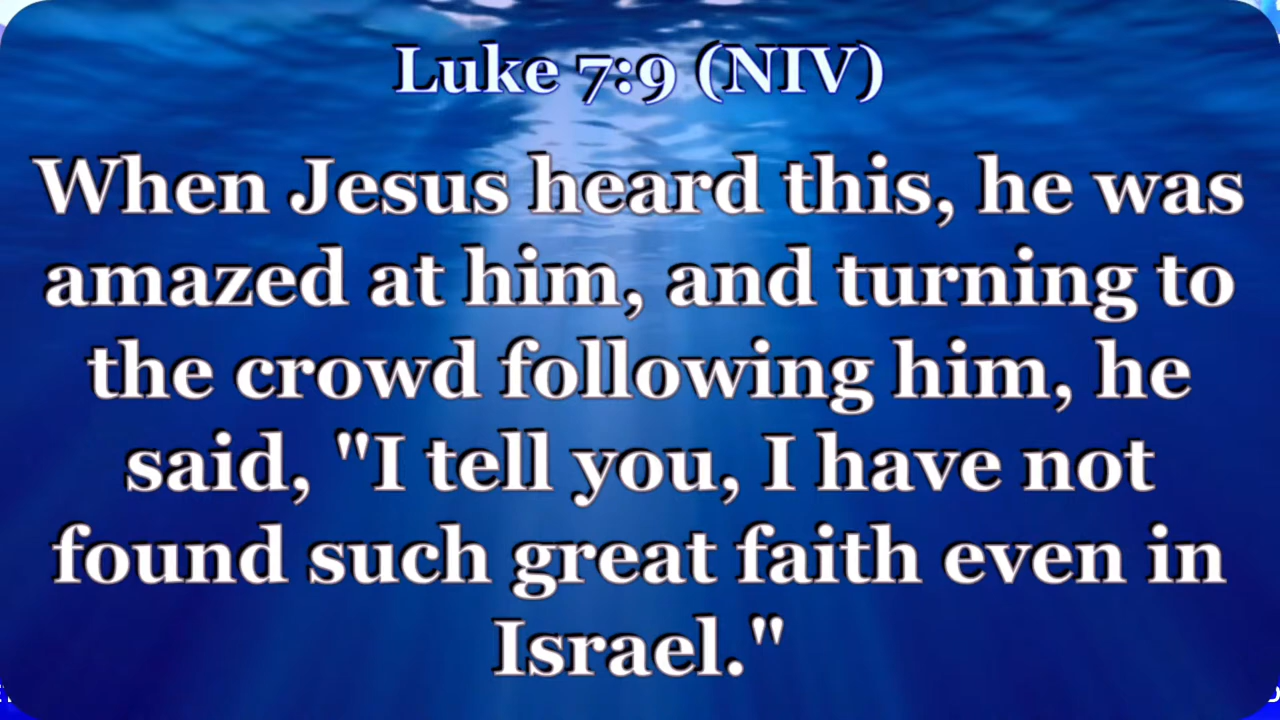 Luke 7:9 (NIV)
When Jesus heard this, he was
amazed at him, and turning to
the crowd following him, he
said, "I tell you, I have not
found such great faith even in
Israel."